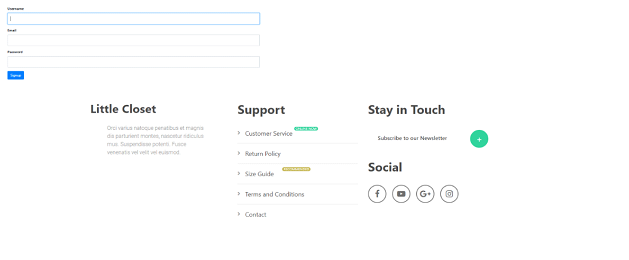 Username
Email
Password
Signup
Little Closet
Orci varius natoque penatibus et magnis
dis parturient montes, nascetur ridiculus
mus. Suspendisse potenti. Fusce
venenatis vel velit vel euismod.
Support
Customer Service
Return Policy
Size Guide
Terms and Conditions
Contact
Stay in Touch
Subscribe to our Newsletter
+
Social
G+